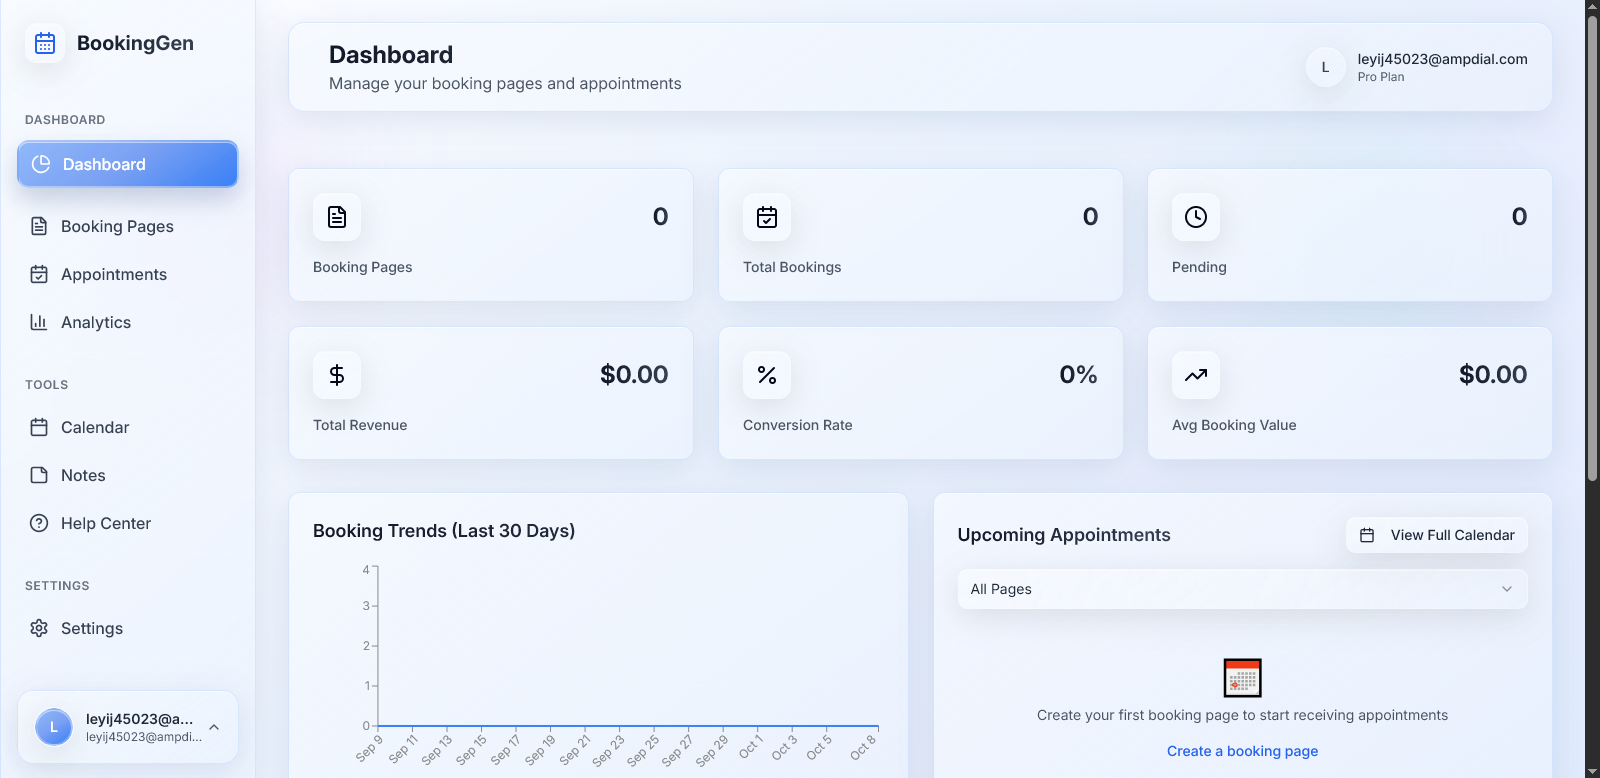 BookingGen
DASHBOARD
Dashboard
Booking Pages
Appointments
Analytics
TOOLS
Calendar
Notes
Help Center
SETTINGS
Settings
L
leyij45023@a...
leyij45023@ampdi...
Dashboard
Manage your booking pages and appointments
L
leyij45023@ampdial.com
Pro Plan
0
Booking Pages
0
Total Bookings
0
Pending
$0.00
Total Revenue
0%
Conversion Rate
$0.00
Avg Booking Value
Booking Trends (Last 30 Days)
4
3
2
1
0
Sep 9 Sep 11 Sep 13 Sep 15 Sep 17 Sep 19 Sep 21 Sep 23 Sep 25 Sep 27 Sep 29 Oct 1 Oct 3 Oct 5 Oct 8
Upcoming Appointments
View Full Calendar
All Pages
Create your first booking page to start receiving appointments
Create a booking page